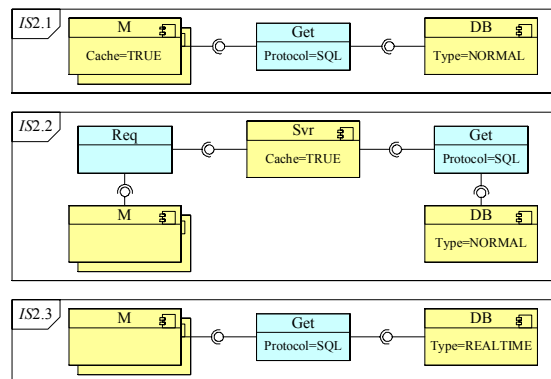 IS2.1
M
Cache=TRUE
Get
Protocol=SQL
DB
Type=NORMAL
IS2.2
Req
Svr
Cache=TRUE
Get
Protocol=SQL
M
DB
Type=NORMAL
IS2.3
M
Get
Protocol=SQL
DB
Type=REALTIME